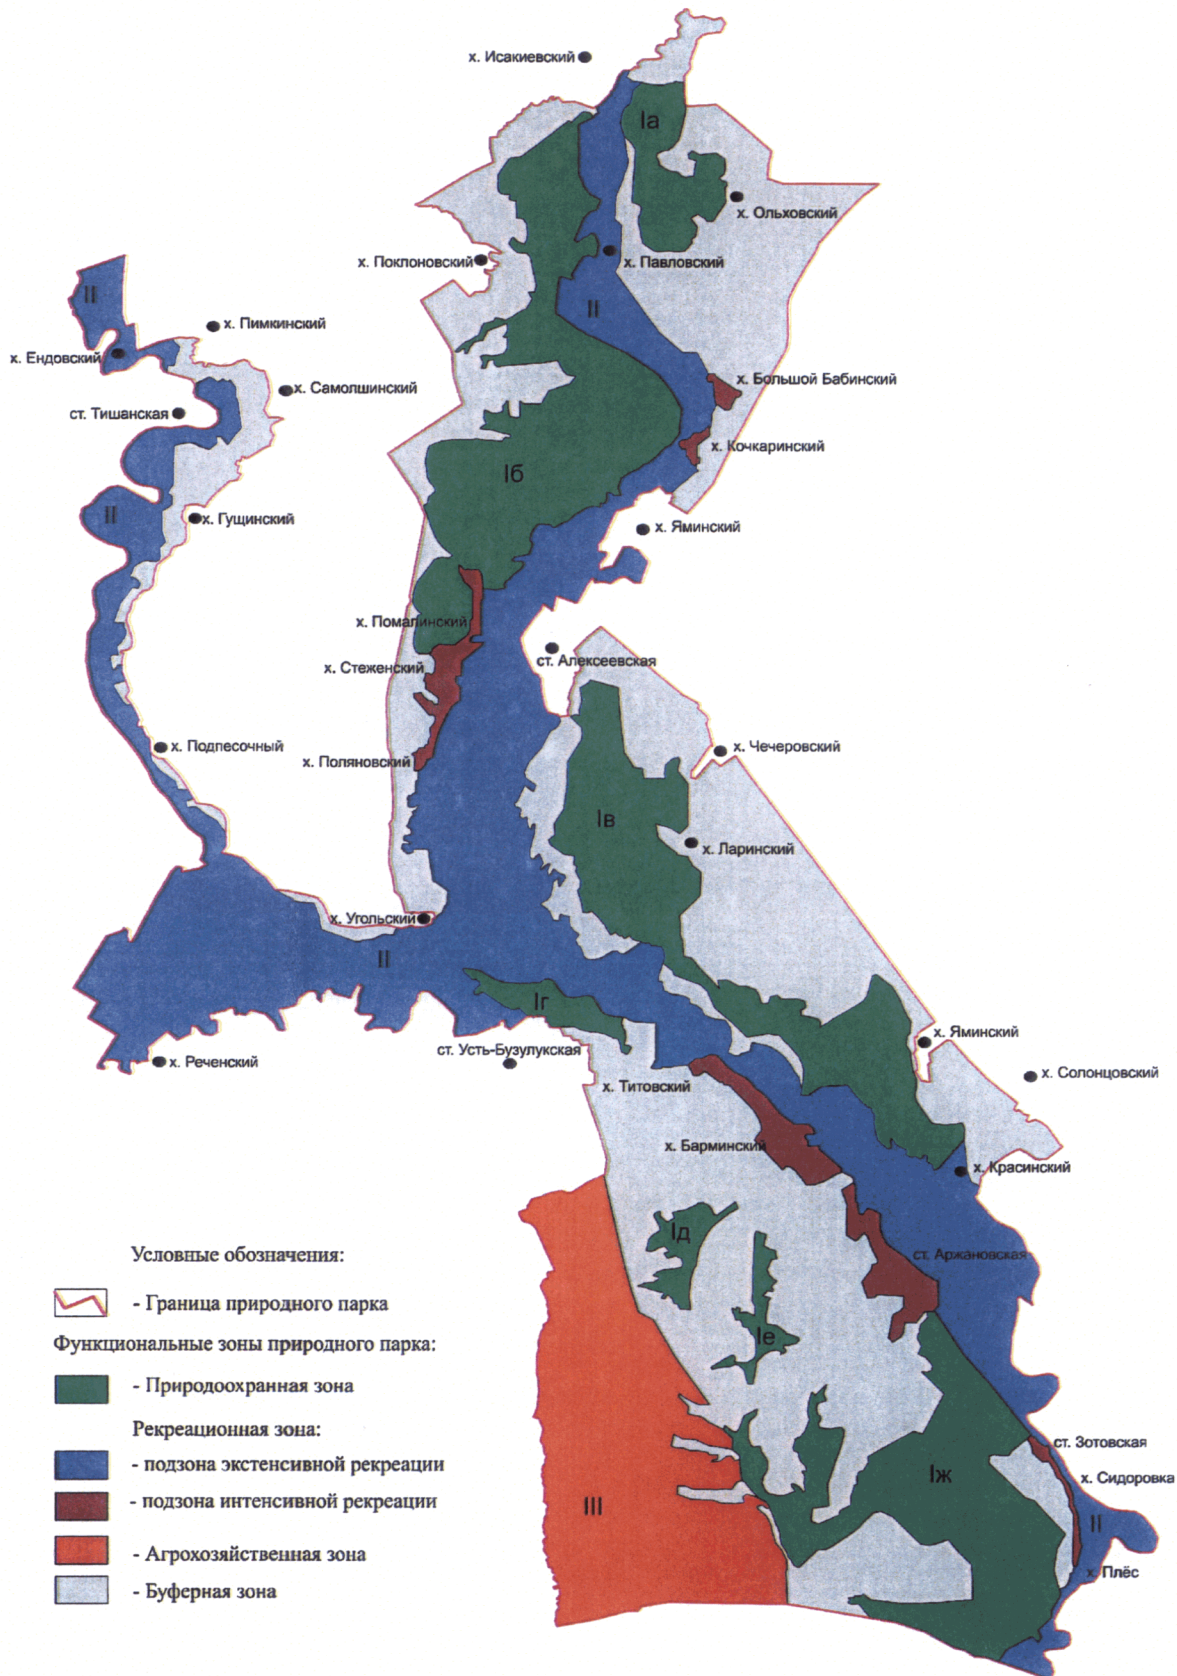 х. Исакиевский
Iа
х. Ольховский
х. Поклоновский
х. Павловский
II
II
х. Пимкинский
х. Ендовский
х. Самолшинский
х. Большой Бабинский
ст. Тишанская
х. Кочкаринский
Iб
II
х. Гущинский
х. Яминский
х. Помалинский
х. Стеженский
ст. Алексеевская
х. Подпесочный
х. Чечеровский
х. Поляновский
Iв
х. Ларинский
х. Угольский
II
Iг
х. Яминский
ст. Усть-Бузулукская
х. Реченский
х. Солонцовский
х. Титовский
х. Барминский
х. Красинский
Iд
ст. Аржановская
Условные обозначения:
- Граница природного парка
Iе
Функциональные зоны природного парка:
- Природоохранная зона
Рекреационная зона:
ст. Зотовская
- подзона экстенсивной рекреации
Iж
х. Сидоровка
- подзона интенсивной рекреации
III
II
- Агрохозяйственная зона
х. Плёс
- Буферная зона